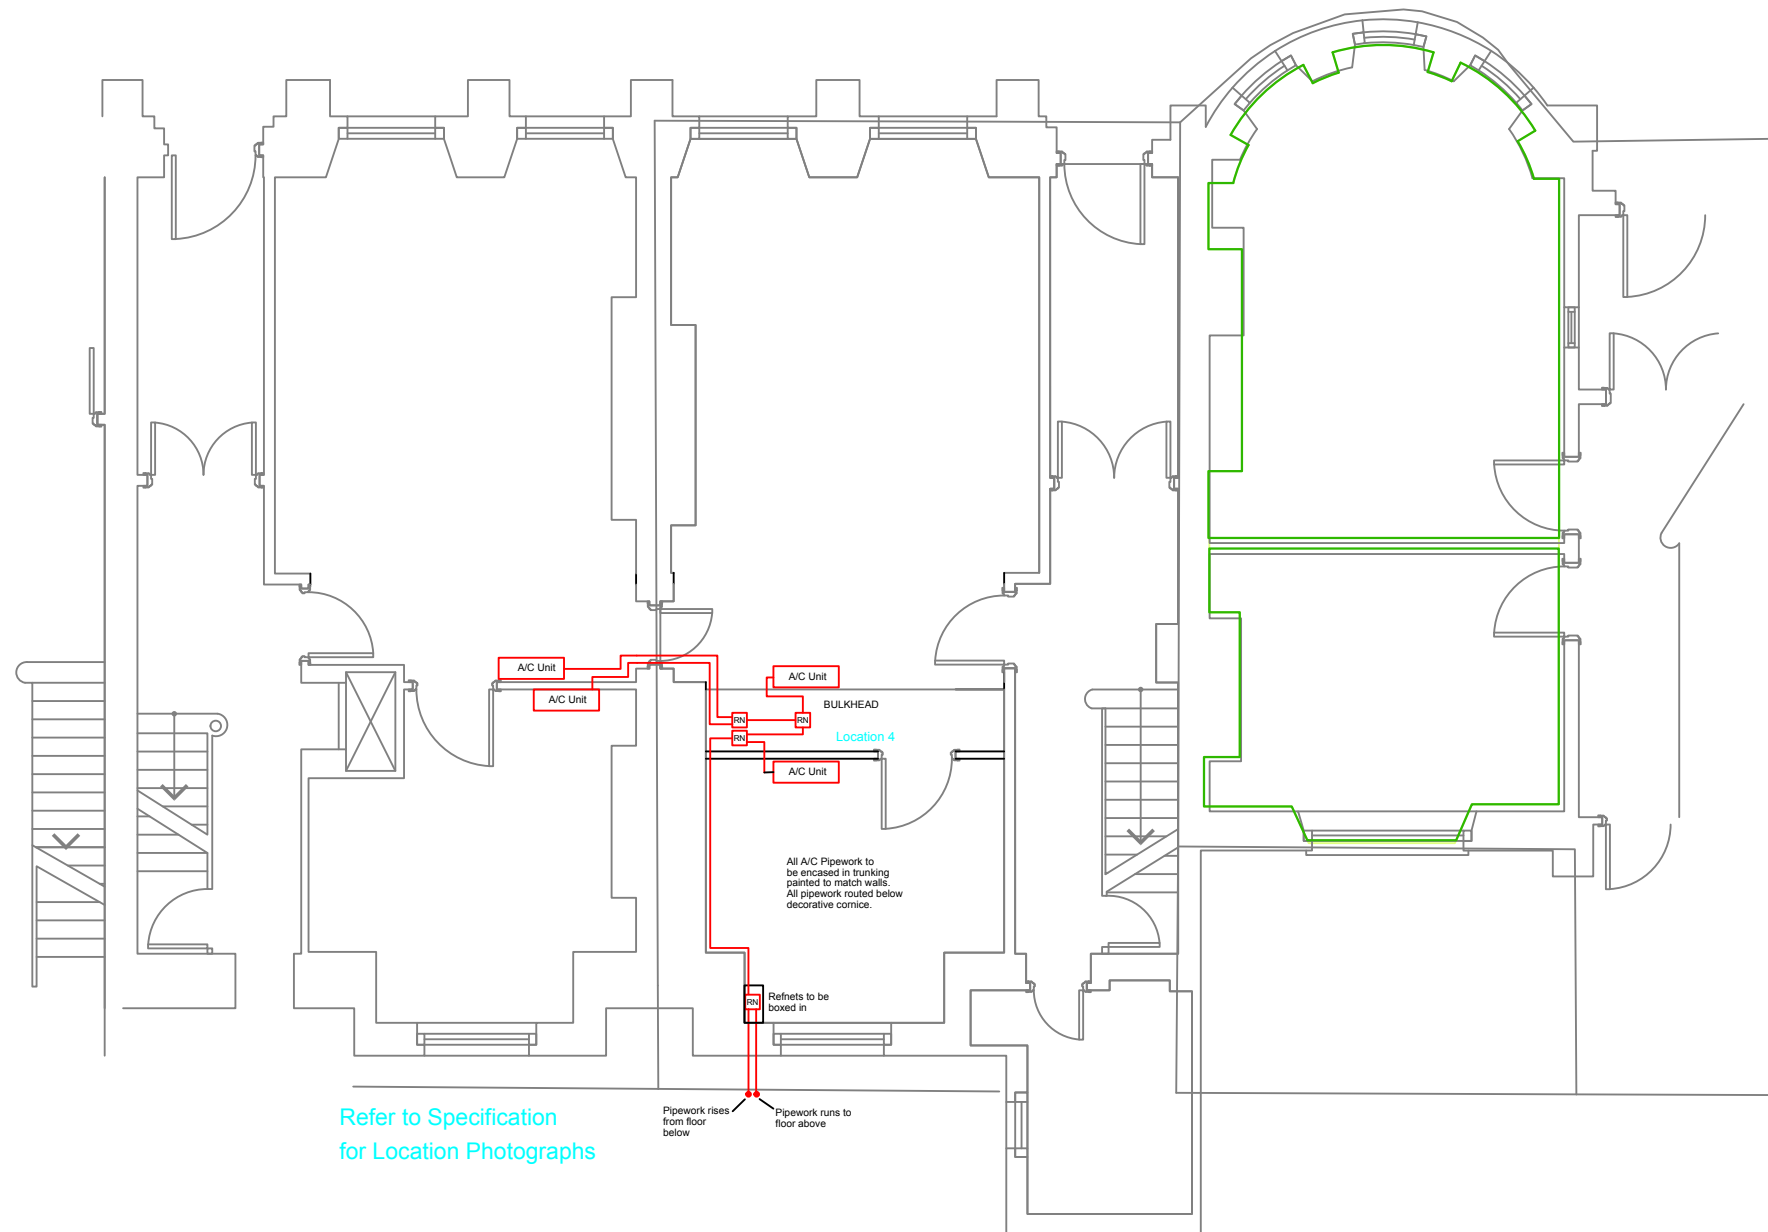 A/C Unit
A/C Unit
A/C Unit
BULKHEAD
RN
RN
RN
Location 4
A/C Unit
All A/C Pipework to
be encased in trunking
painted to match walls.
All pipework routed below
decorative cornice.
RN
Refnets to be
boxed in
Pipework rises
from floor
below
Pipework runs to
floor above
Refer to Specification
for Location Photographs